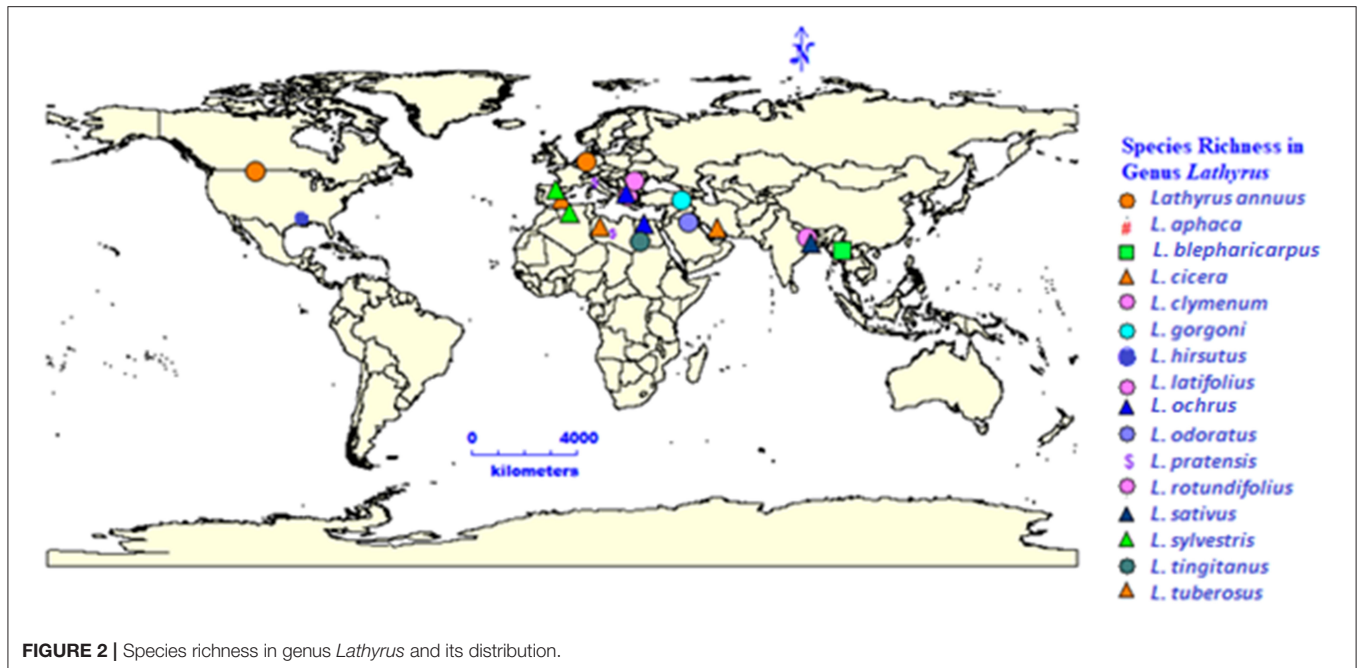 N
Species Richness in
Genus Lathyrus
Lathyrus annuus
# L. aphaca
L. blepharicarpus
L. cicera
L. clymenum
L. gorgoni
L. hirsutus
L. latifolius
L. ochrus
L. odoratus
$ L. pratensis
L. rotundifolius
L. sativus
L. sylvestris
L. tingitanus
L. tuberosus
$
$
0 4000
kilometers
FIGURE 2 | Species richness in genus Lathyrus and its distribution.